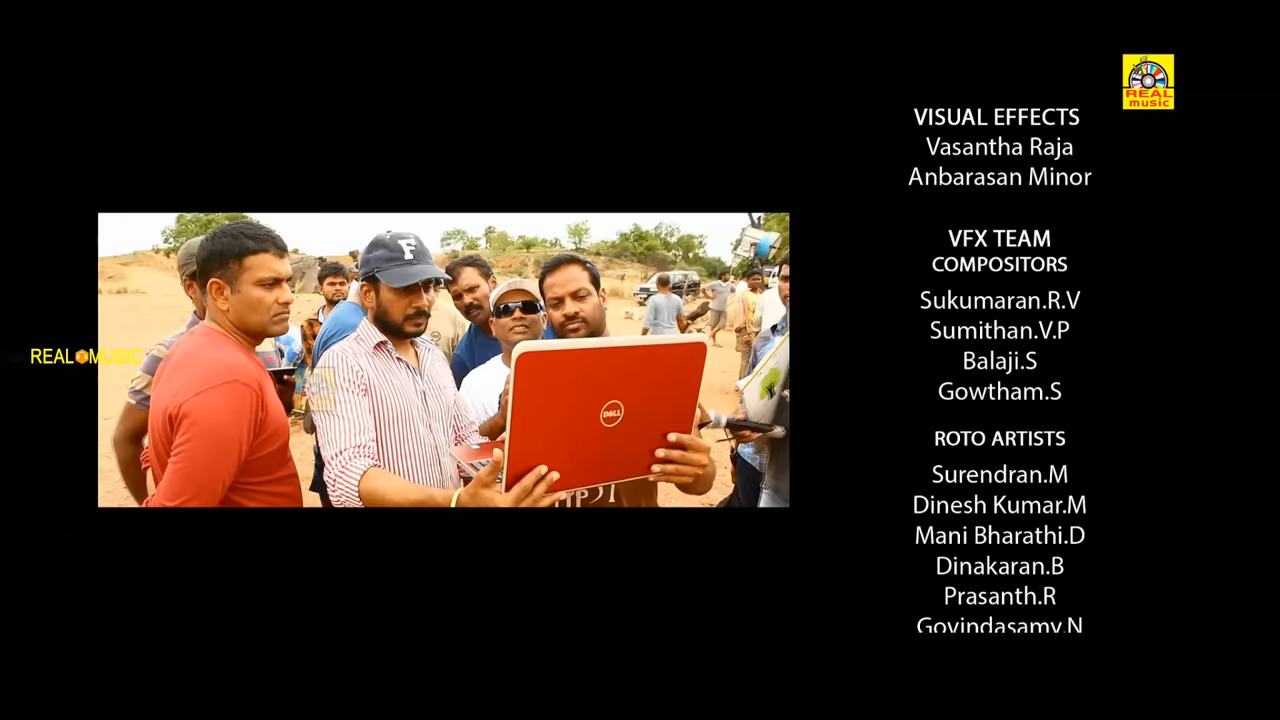 REAL
music
VISUAL EFFECTS
Vasantha Raja
Anbarasan Minor
VFX TEAM
COMPOSITORS
Sukumaran.R.V
Sumithan.V.P
Balaji.S
Gowtham.S
ROTO ARTISTS
Surendran.M
Dinesh Kumar.M
Mani Bharathi.D
Dinakaran.B
Prasanth.R
Govindasamy.N
REAL MUSIC
F
DELL